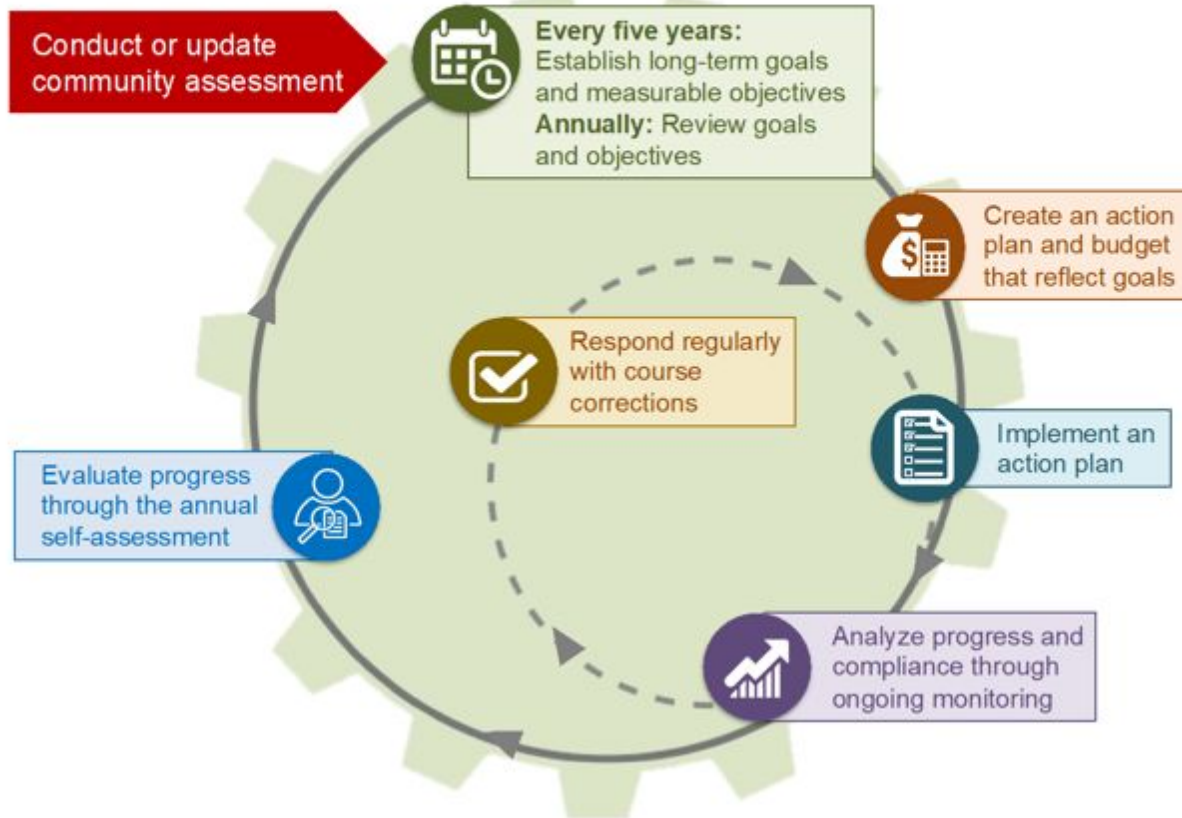 Conduct or update
community assessment
Every five years:
Establish long-term goals
and measurable objectives
Annually: Review goals
and objectives
Create an action
plan and budget
that reflect goals
$
Respond regularly
with course
corrections
Implement an
action plan
Evaluate progress
through the annual
self-assessment
Analyze progress and
compliance through
ongoing monitoring